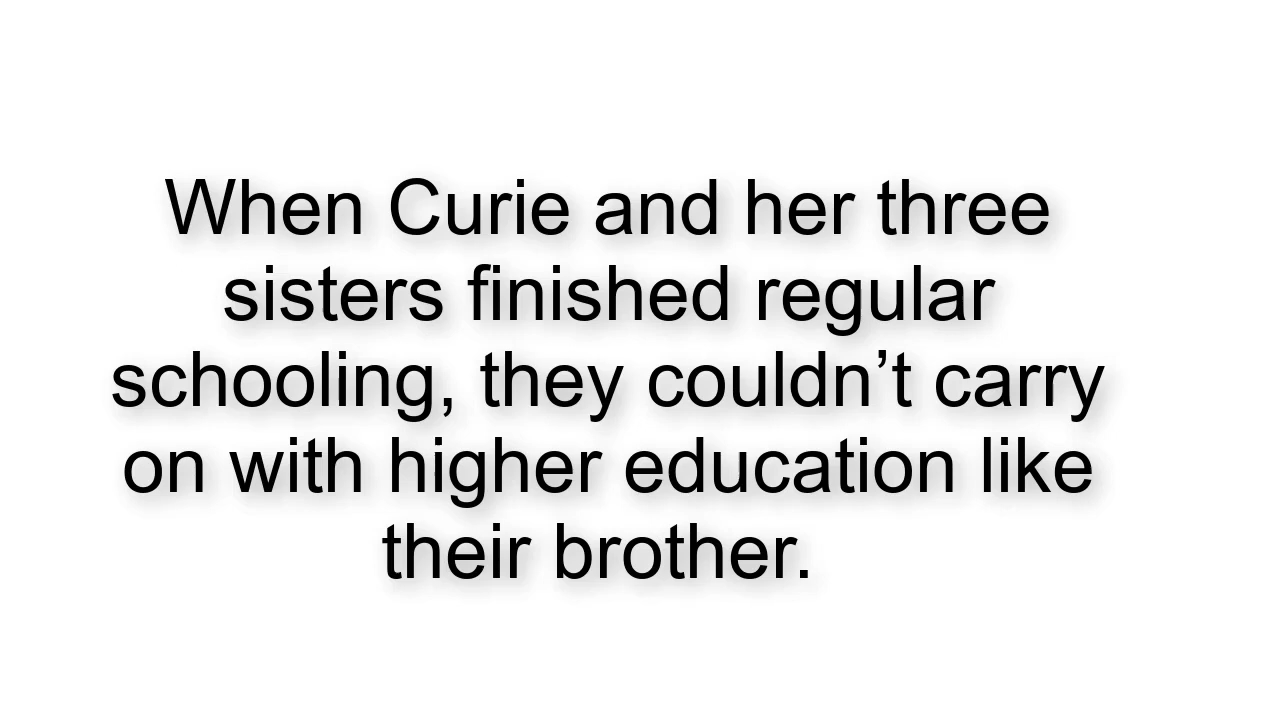 When Curie and her three
sisters finished regular
schooling, they couldn’t carry
on with higher education like
their brother.